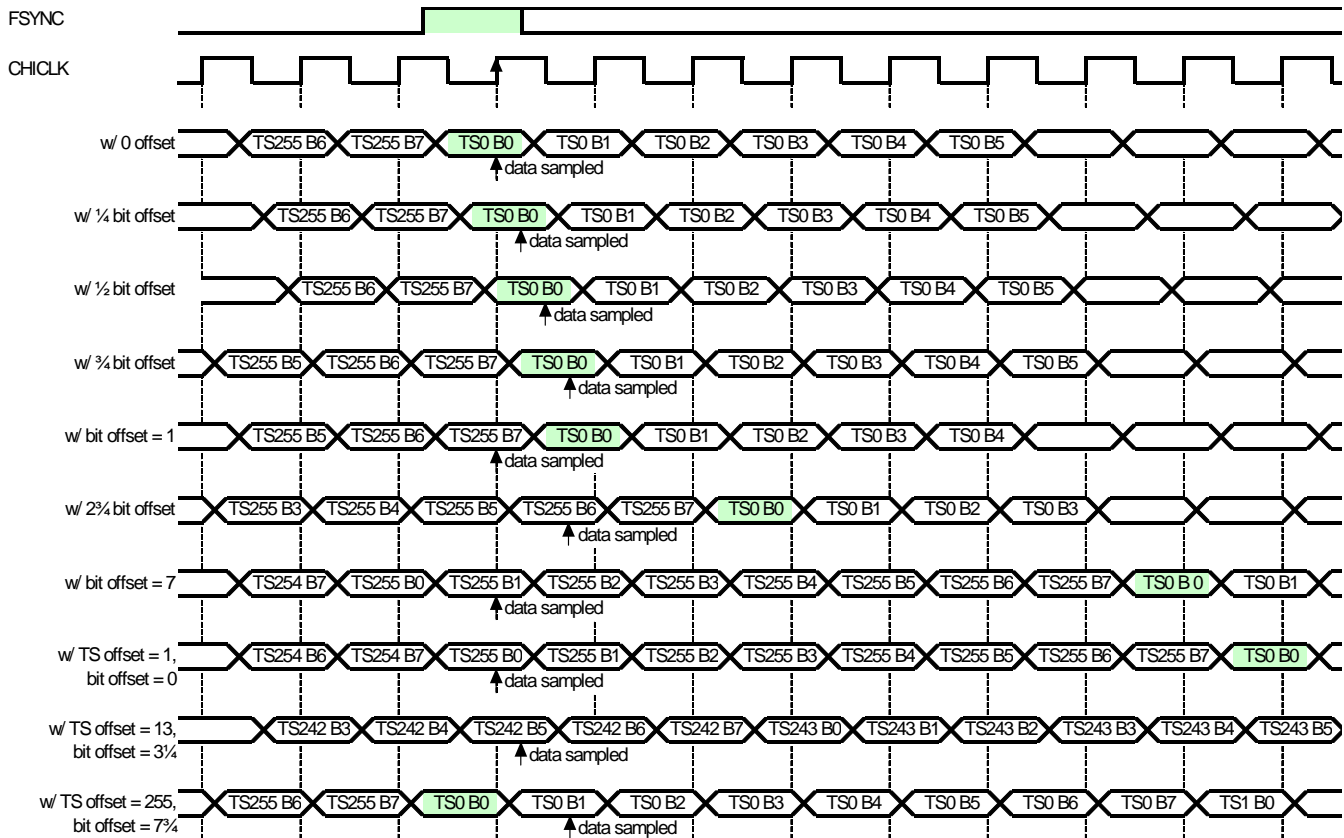 FSYNC
CHICLK
w/ 0 offset TS255 B6 TS255 B7 TS0 B0 TS0 B1 TS0 B2 TS0 B3 TS0 B4 TS0 B5
data sampled
w/ ¼ bit offset TS255 B6 TS255 B7 TS0 B0 TS0 B1 TS0 B2 TS0 B3 TS0 B4 TS0 B5
data sampled
w/ ½ bit offset TS255 B6 TS255 B7 TS0 B0 TS0 B1 TS0 B2 TS0 B3 TS0 B4 TS0 B5
data sampled
w/ ¾ bit offset TS255 B5 TS255 B6 TS255 B7 TS0 B0 TS0 B1 TS0 B2 TS0 B3 TS0 B4 TS0 B5
data sampled
w/ bit offset = 1 TS255 B5 TS255 B6 TS255 B7 TS0 B0 TS0 B1 TS0 B2 TS0 B3 TS0 B4
data sampled
w/ 2¾ bit offset TS255 B3 TS255 B4 TS255 B5 TS255 B6 TS255 B7 TS0 B0 TS0 B1 TS0 B2 TS0 B3
data sampled
w/ bit offset = 7 TS254 B7 TS255 B0 TS255 B1 TS255 B2 TS255 B3 TS255 B4 TS255 B5 TS255 B6 TS255 B7 TS0 B 0 TS0 B1
data sampled
w/ TS offset = 1, TS254 B6 TS254 B7 TS255 B0 TS255 B1 TS255 B2 TS255 B3 TS255 B4 TS255 B5 TS255 B6 TS255 B7 TS0 B0
bit offset = 0 data sampled
w/ TS offset = 13, TS242 B3 TS242 B4 TS242 B5 TS242 B6 TS242 B7 TS243 B0 TS243 B1 TS243 B2 TS243 B3 TS243 B4 TS243 B5
bit offset = 3¼ data sampled
w/ TS offset = 255, TS255 B6 TS255 B7 TS0 B0 TS0 B1 TS0 B2 TS0 B3 TS0 B4 TS0 B5 TS0 B6 TS0 B7 TS1 B0
bit offset = 7¾ data sampled